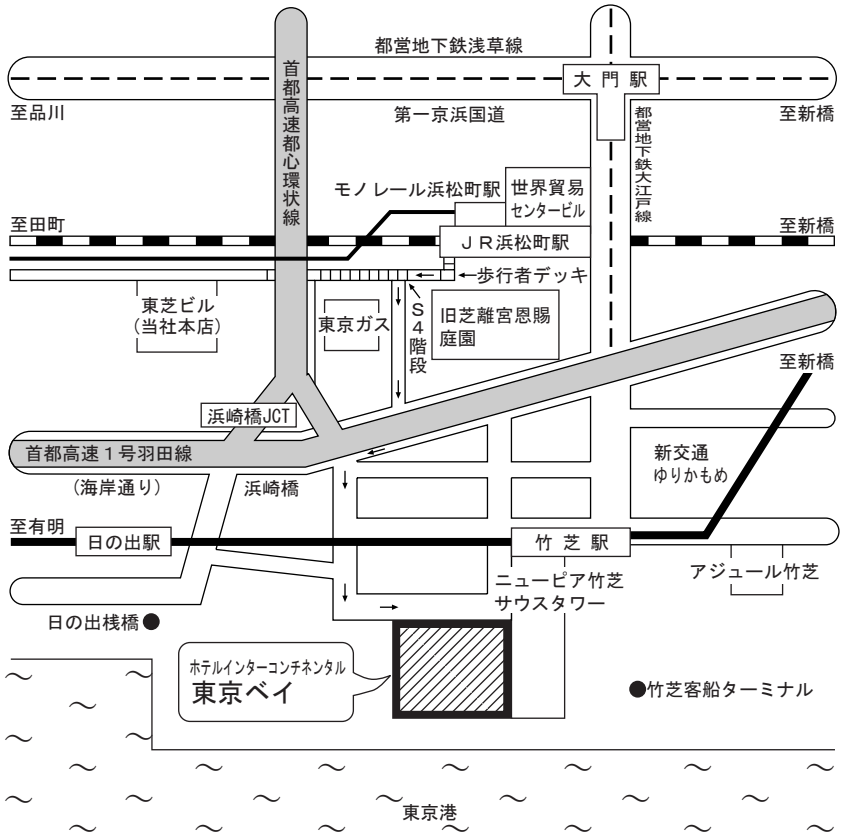 都営地下鉄浅草線
首都高速都心環状線
大門駅
至品川
第一京浜国道
都営地下鉄大江戸線
至新橋
モノレール浜松町駅
世界貿易
センタービル
至田町
ＪＲ浜松町駅
至新橋
←歩行者デッキ
東芝ビル
(当社本店)
東京ガス
S4階段
旧芝離宮恩賜
庭園
至新橋
浜崎橋JCT
首都高速１号羽田線
(海岸通り)
浜崎橋
新交通
ゆりかもめ
至有明
日の出駅
竹芝駅
ニューピア竹芝
サウスタワー
アジュール竹芝
日の出桟橋●
ホテルインターコンチネンタル
東京ベイ
●竹芝客船ターミナル
東京港